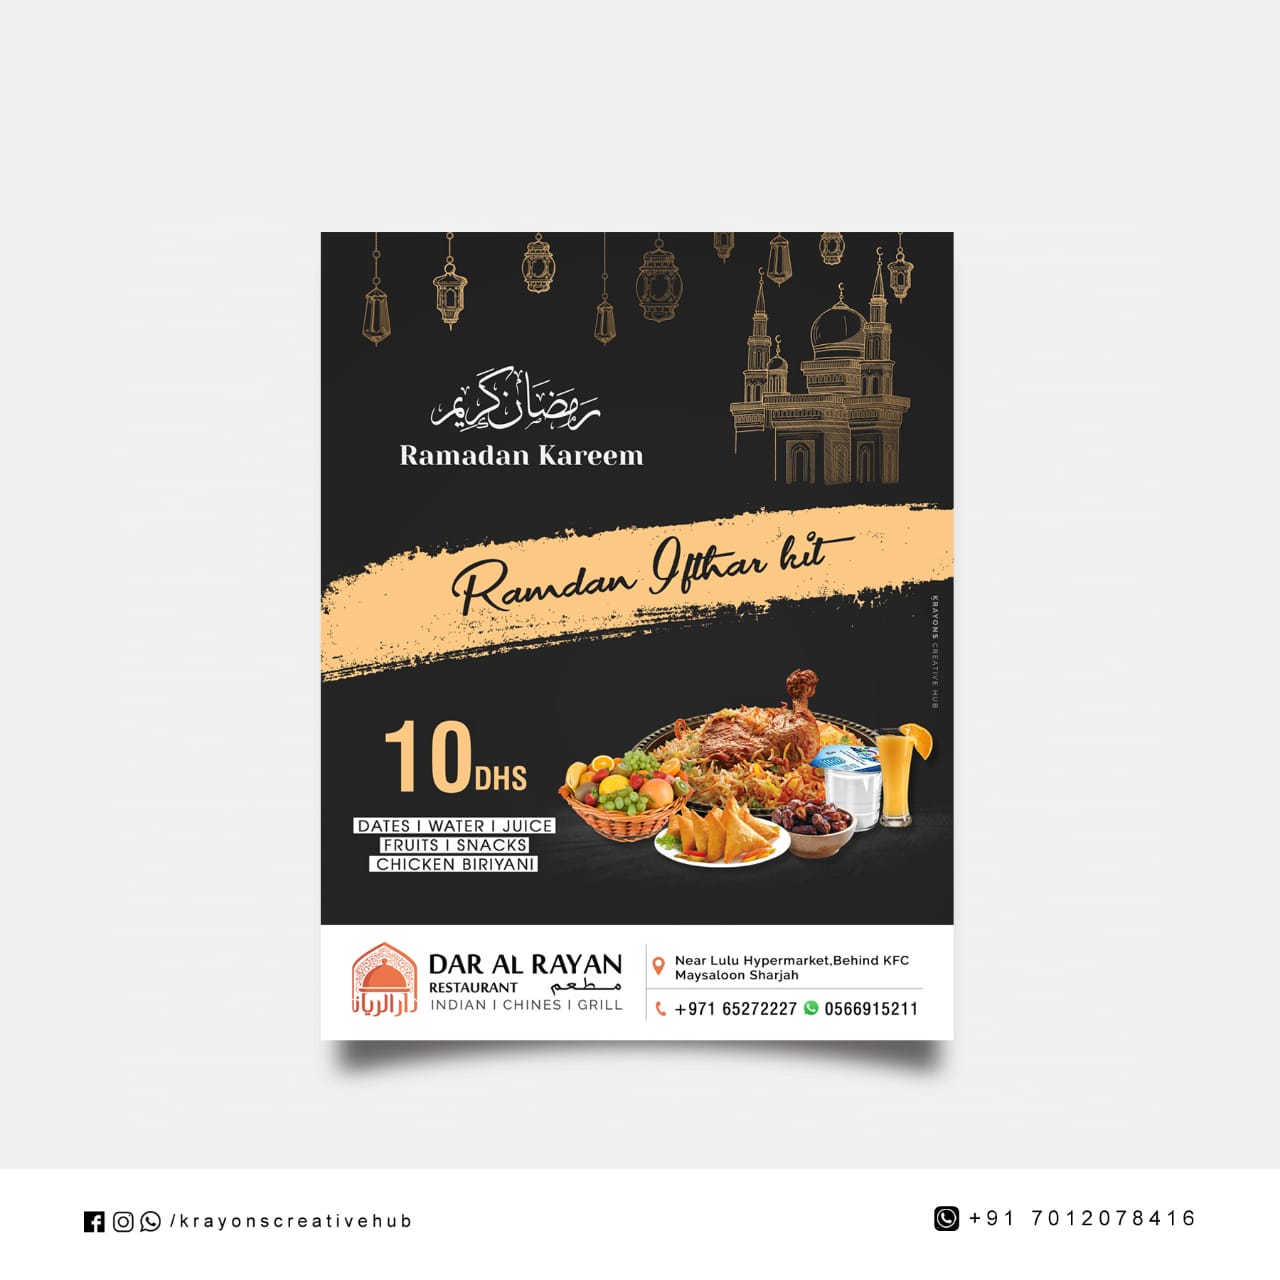 رمضان كريم
Ramadan Kareem
Ramdan Ifthar kit
KRAYONS CREATIVE HUB
10 DHS
DATES | WATER | JUICE
FRUITS | SNACKS
CHICKEN BIRIYANI
دار الريان
DAR AL RAYAN
RESTAURANT مطعم
INDIAN | CHINES | GRILL
Near Lulu Hypermarket,Behind KFC
Maysaloon Sharjah
+971 65272227 0566915211
/krayonscreativehub
+91 7012078416